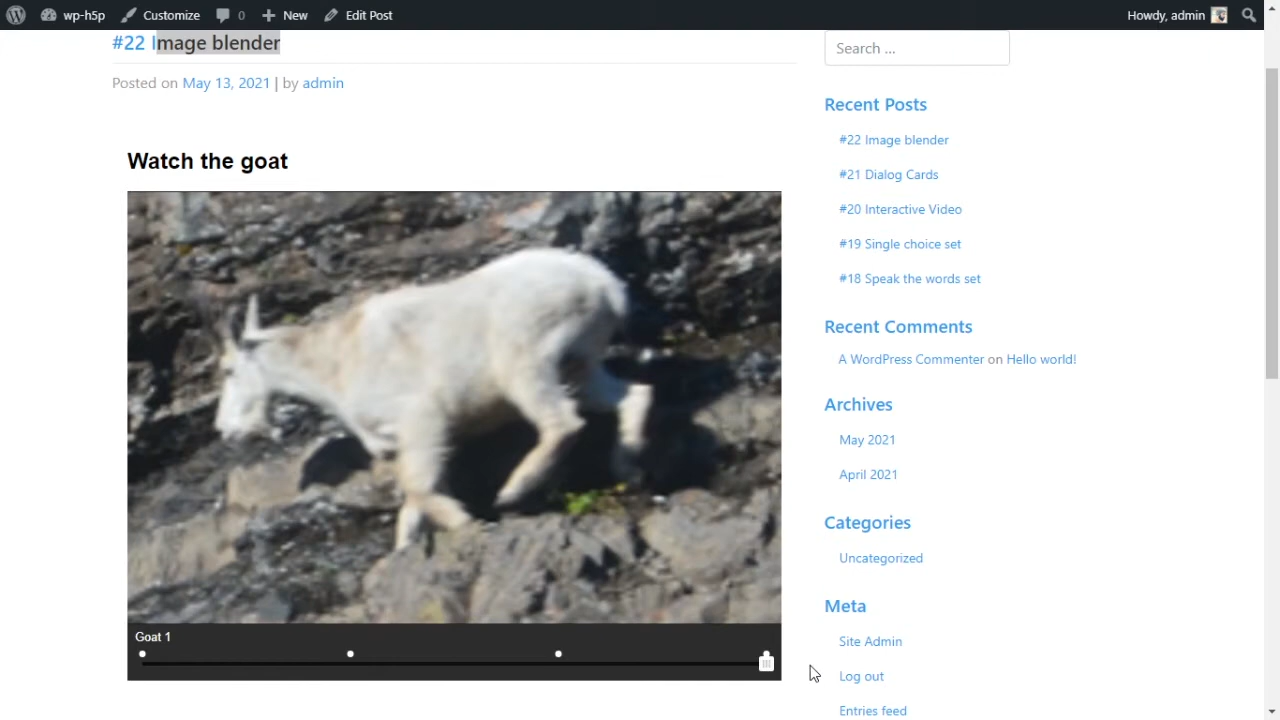 wp-h5p Customize 0 New Edit Post Howdy, admin
#22 Image blender
Posted on May 13, 2021 | by admin
Watch the goat
Goat 1
Search ...
Recent Posts
#22 Image blender
#21 Dialog Cards
#20 Interactive Video
#19 Single choice set
#18 Speak the words set
Recent Comments
A WordPress Commenter on Hello world!
Archives
May 2021
April 2021
Categories
Uncategorized
Meta
Site Admin
Log out
Entries feed